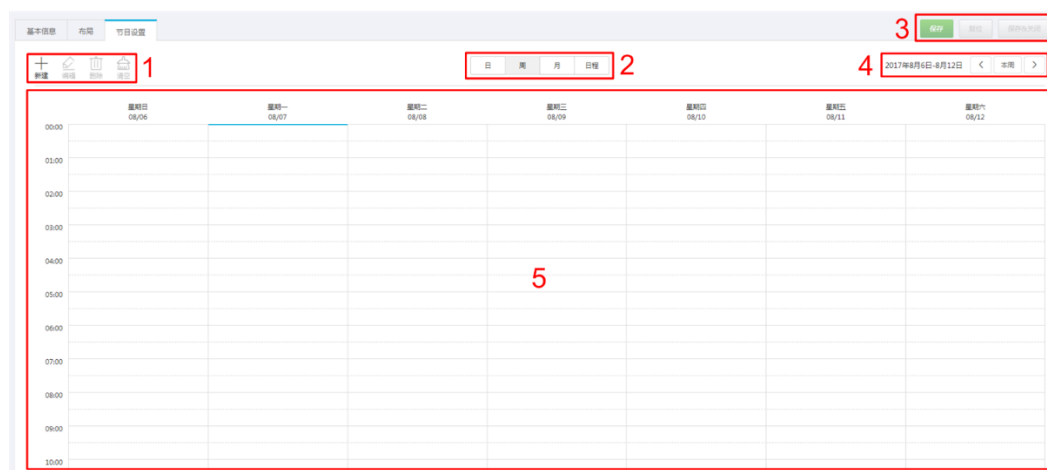 基本信息 布局 节目设置
3 保存
新建 编辑 删除 清空 1
日 周 月 日程 2
4 2017年8月6日-8月12日 < 本周 >
星期日 星期一 星期二 星期三 星期四 星期五 星期六
08/06 08/07 08/08 08/09 08/10 08/11 08/12
00:00
01:00
02:00
03:00
04:00
5
05:00
06:00
07:00
08:00
09:00
10:00